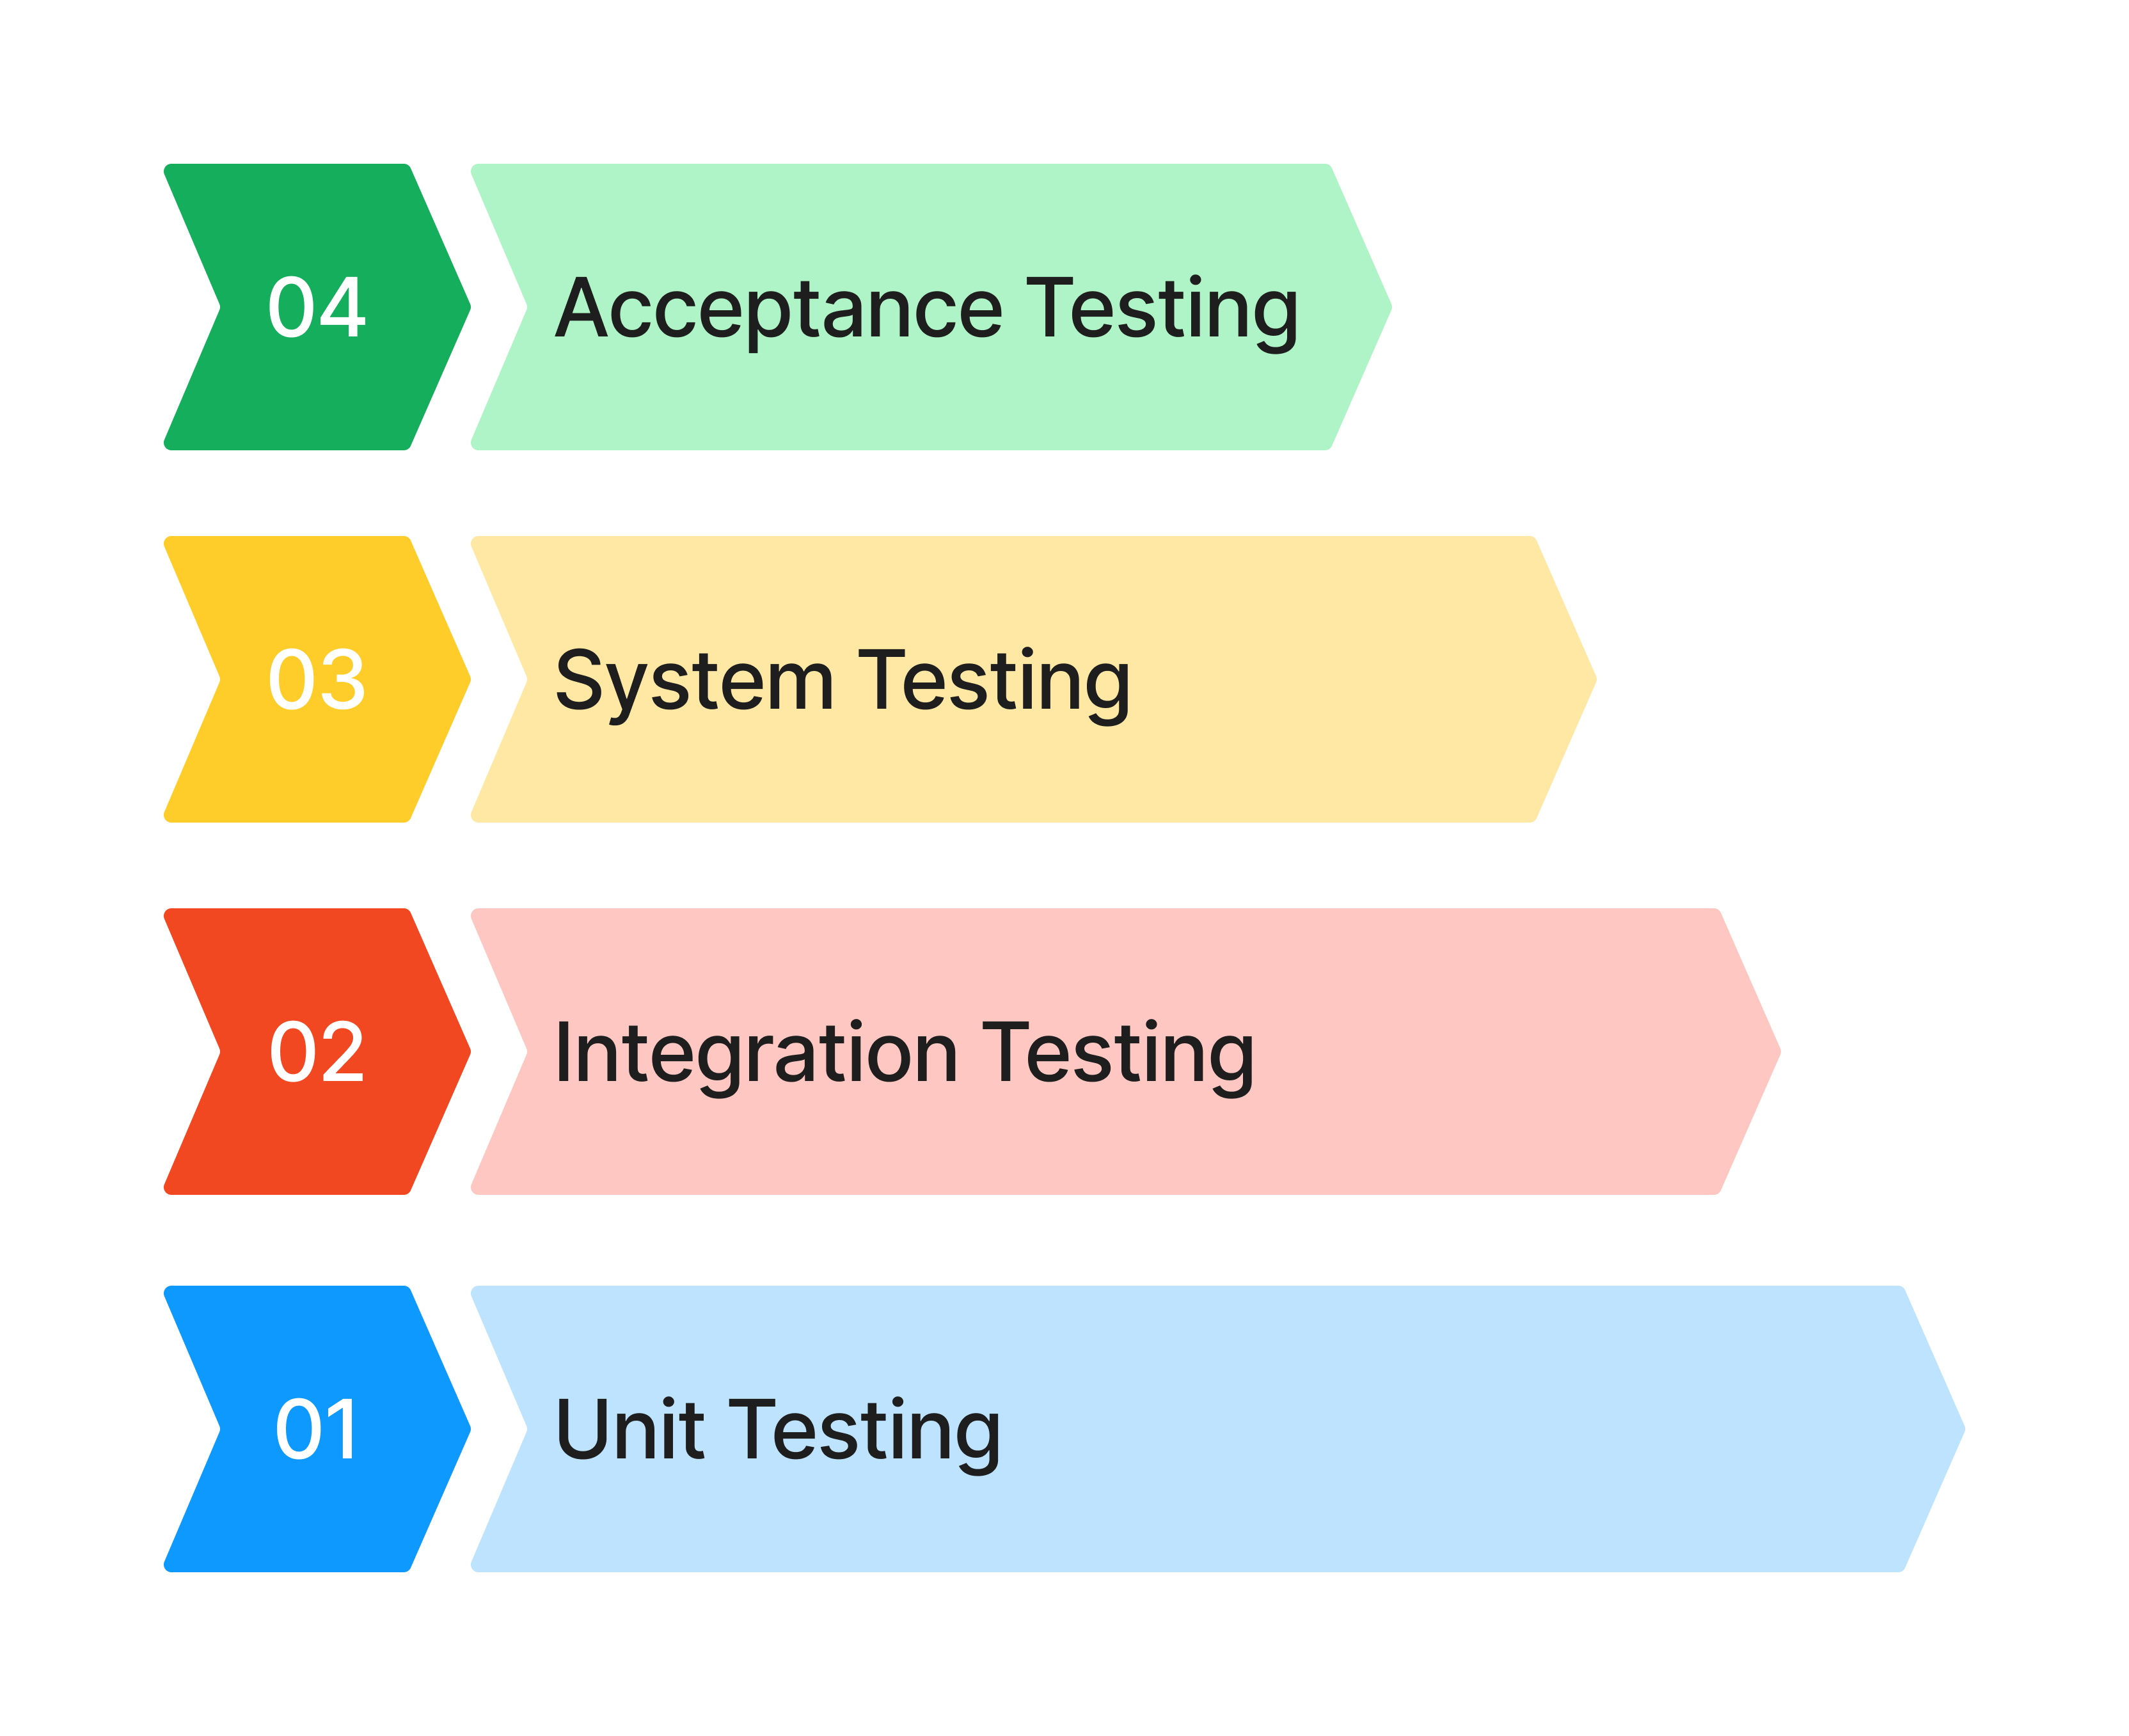 04 Acceptance Testing
03 System Testing
02 Integration Testing
01 Unit Testing